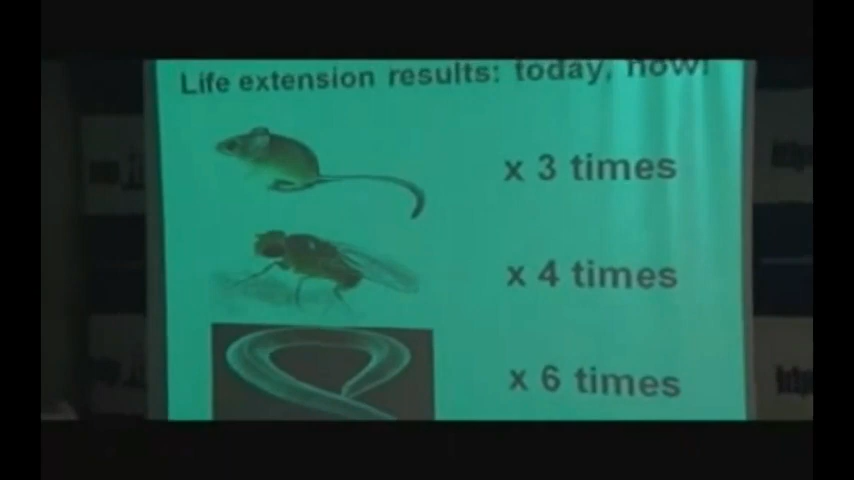 Life extension results: today, now!
x 3 times
x 4 times
x 6 times